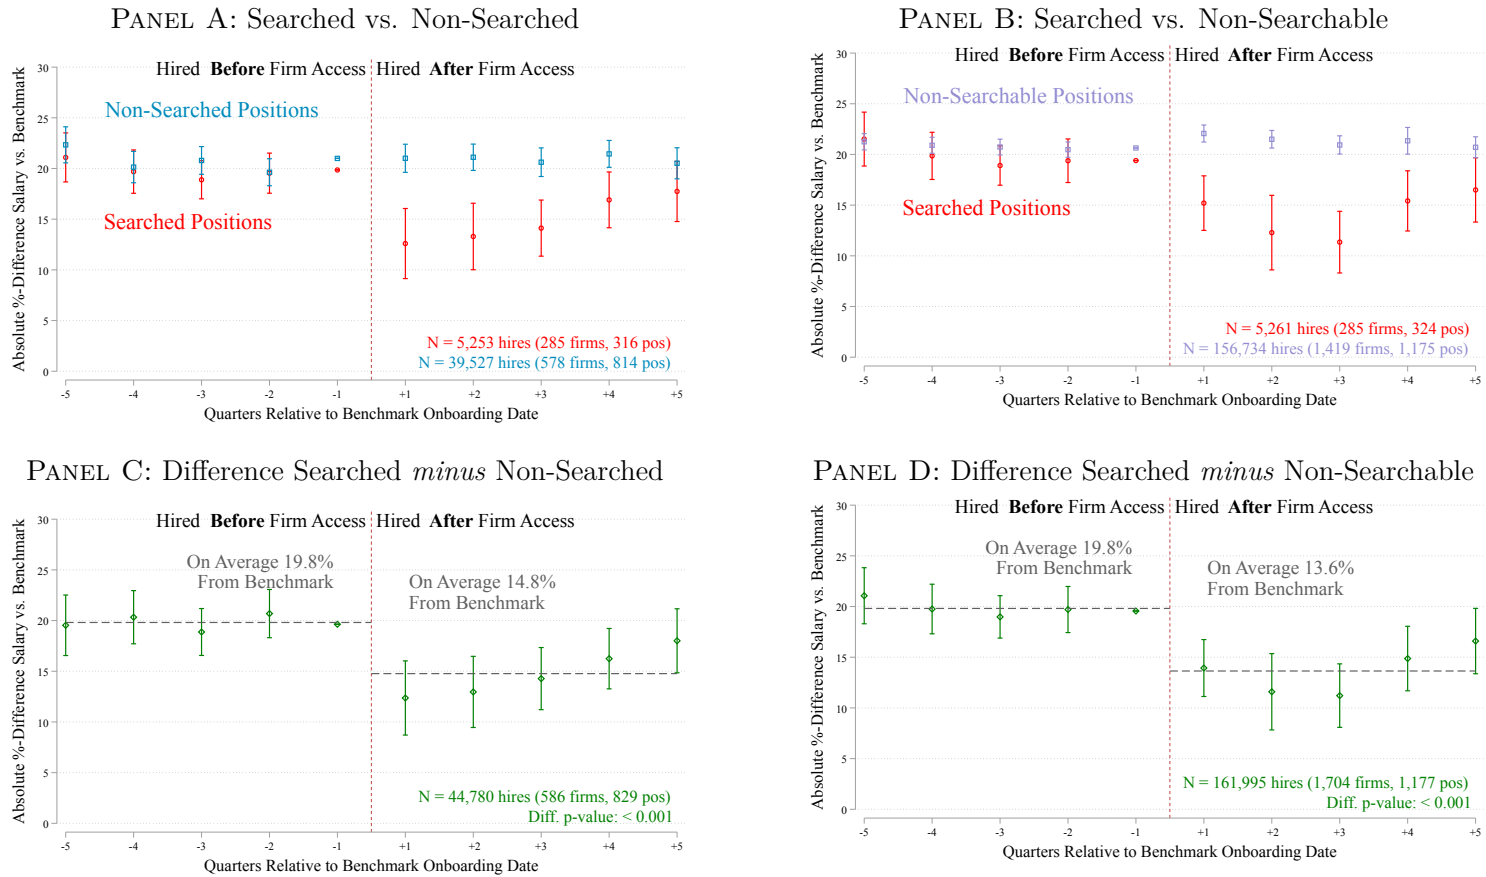 PANEL A: Searched vs. Non-Searched
Absolute %-Difference Salary vs. Benchmark
30
25
20
15
10
5
0
Hired Before Firm Access
Hired After Firm Access
Non-Searched Positions
Searched Positions
N = 5,253 hires (285 firms, 316 pos)
N = 39,527 hires (578 firms, 814 pos)
-5 -4 -3 -2 -1 +1 +2 +3 +4 +5
Quarters Relative to Benchmark Onboarding Date
PANEL B: Searched vs. Non-Searchable
Absolute %-Difference Salary vs. Benchmark
30
25
20
15
10
5
0
Hired Before Firm Access
Hired After Firm Access
Non-Searchable Positions
Searched Positions
N = 5,261 hires (285 firms, 324 pos)
N = 156,734 hires (1,419 firms, 1,175 pos)
-5 -4 -3 -2 -1 +1 +2 +3 +4 +5
Quarters Relative to Benchmark Onboarding Date
PANEL C: Difference Searched minus Non-Searched
Absolute %-Difference Salary vs. Benchmark
30
25
20
15
10
5
0
Hired Before Firm Access
Hired After Firm Access
On Average 19.8%
From Benchmark
On Average 14.8%
From Benchmark
N = 44,780 hires (586 firms, 829 pos)
Diff. p-value: < 0.001
-5 -4 -3 -2 -1 +1 +2 +3 +4 +5
Quarters Relative to Benchmark Onboarding Date
PANEL D: Difference Searched minus Non-Searchable
Absolute %-Difference Salary vs. Benchmark
30
25
20
15
10
5
0
Hired Before Firm Access
Hired After Firm Access
On Average 19.8%
From Benchmark
On Average 13.6%
From Benchmark
N = 161,995 hires (1,704 firms, 1,177 pos)
Diff. p-value: < 0.001
-5 -4 -3 -2 -1 +1 +2 +3 +4 +5
Quarters Relative to Benchmark Onboarding Date